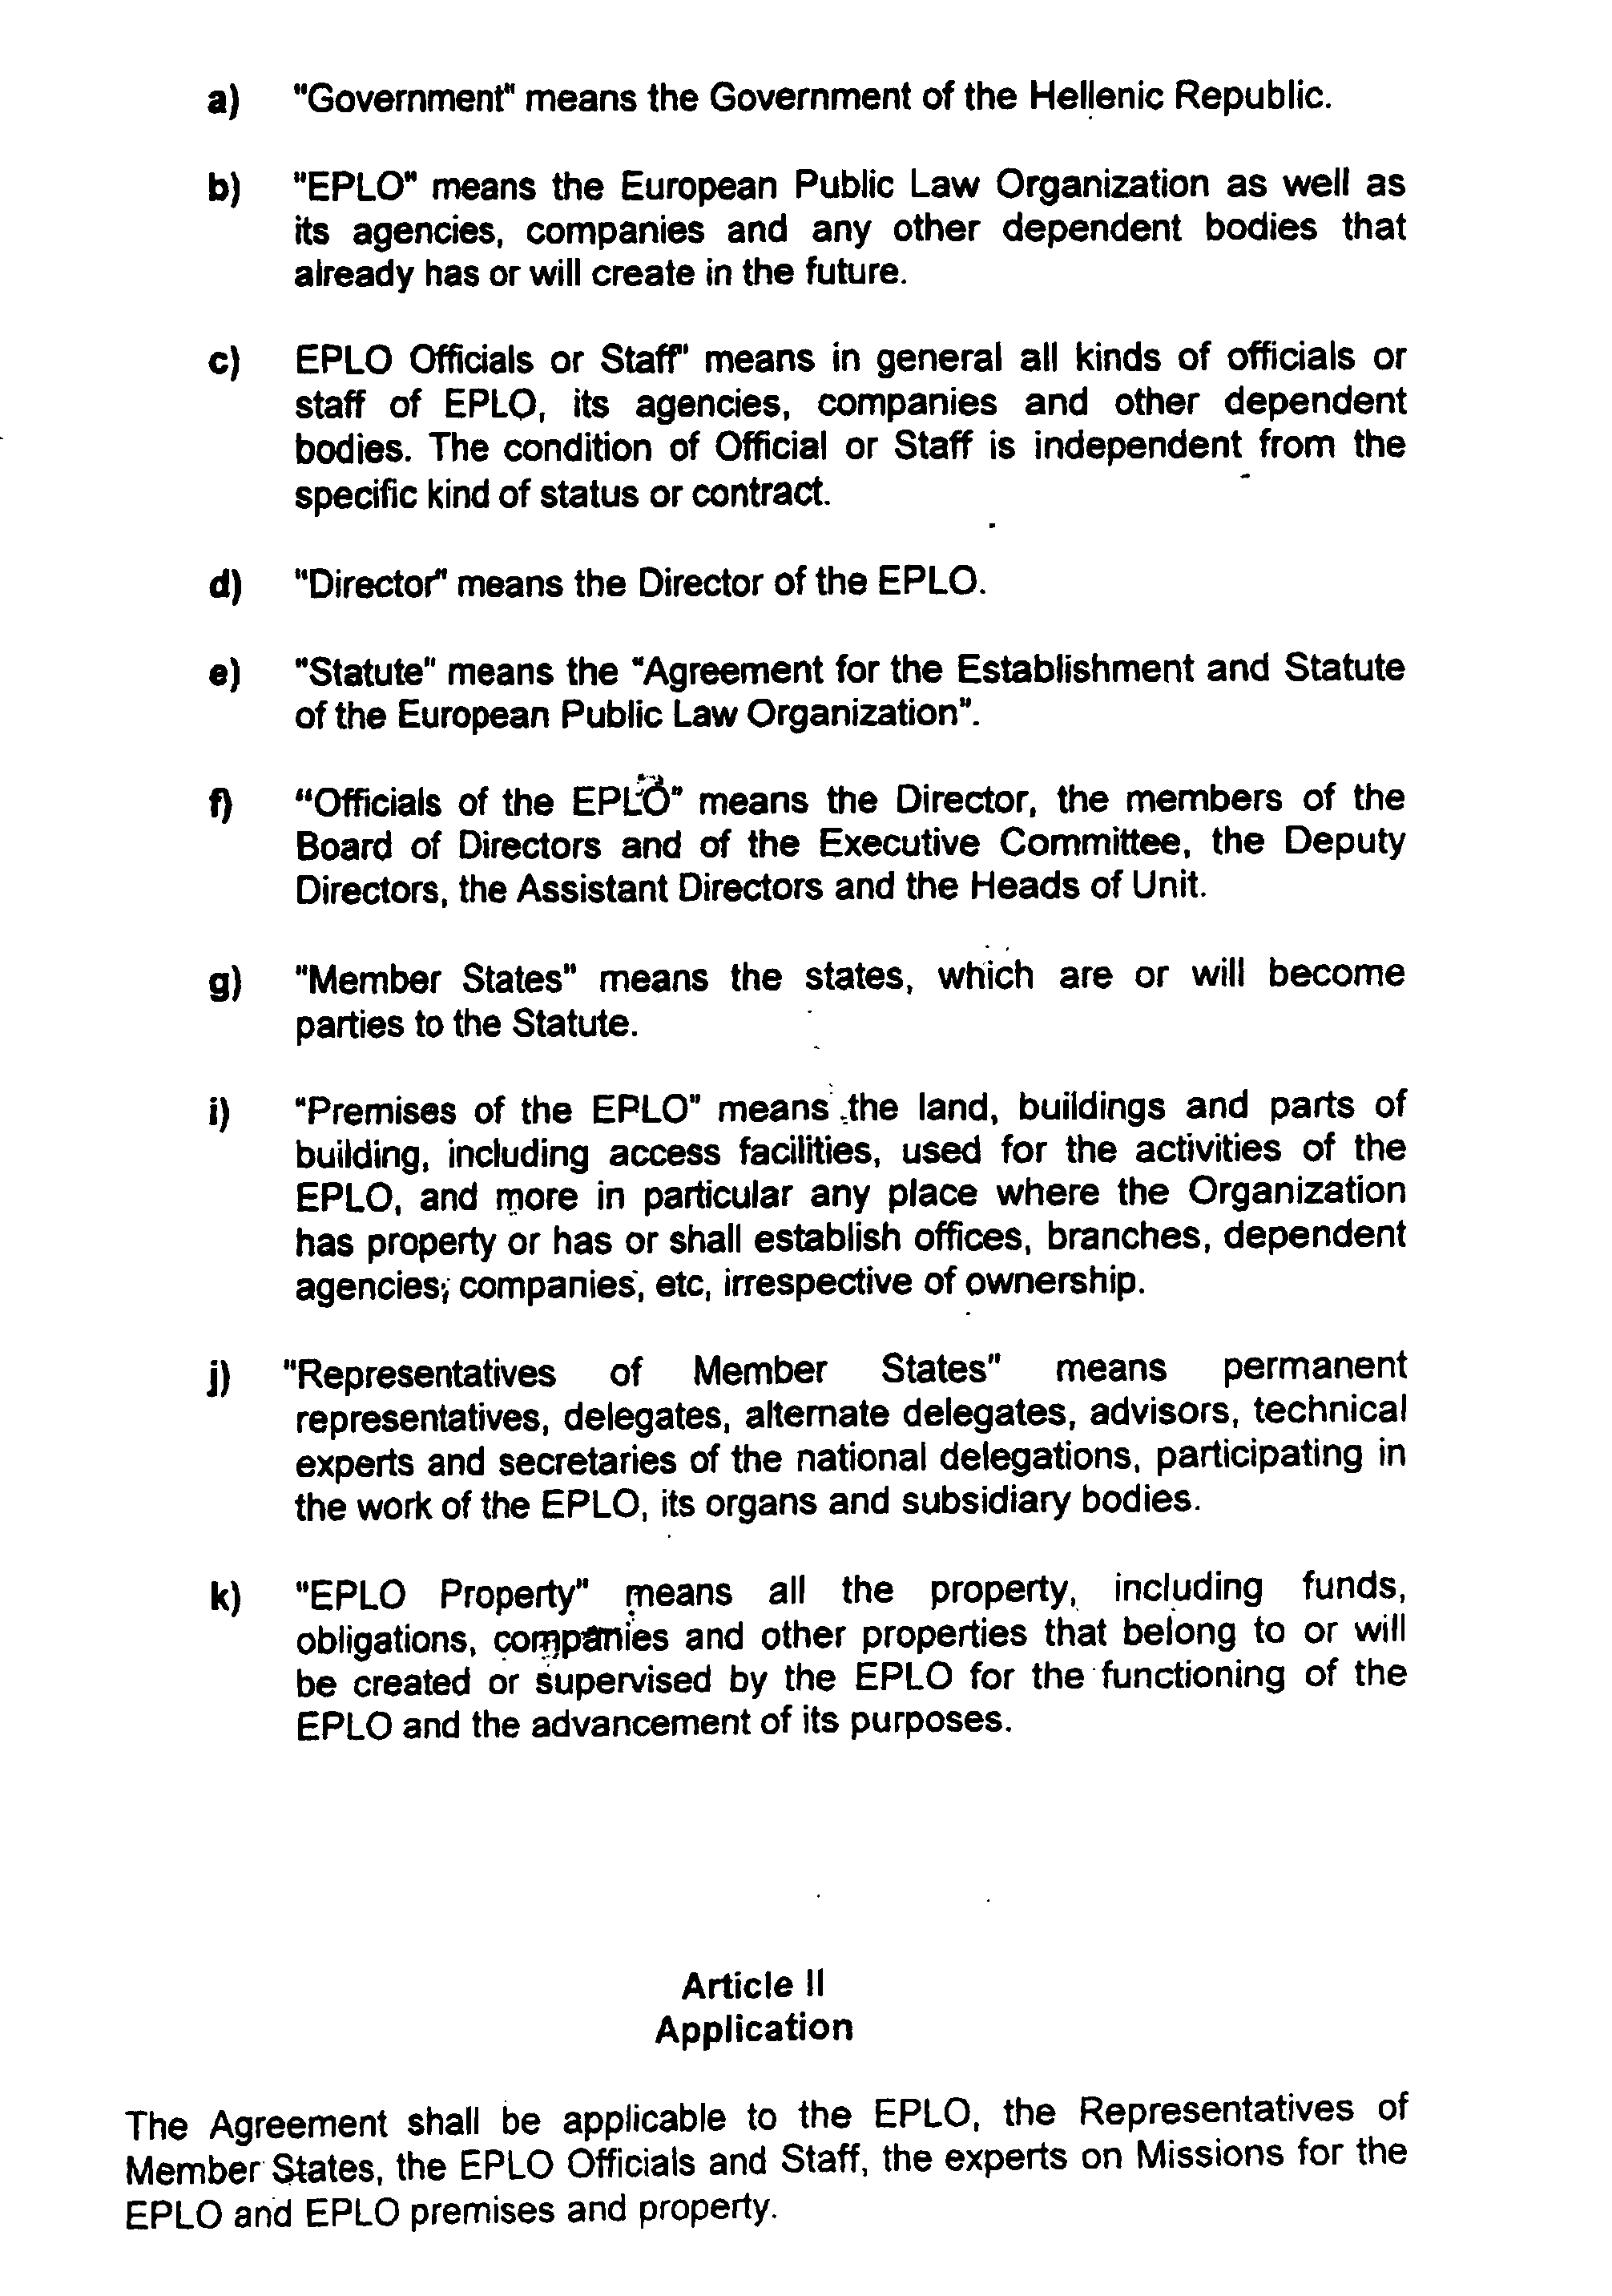 a) "Government" means the Government of the Hellenic Republic.
b) "EPLO" means the European Public Law Organization as well as
its agencies, companies and any other dependent bodies that
already has or will create in the future.
c) EPLO Officials or Staff" means in general all kinds of officials or
staff of EPLO, its agencies, companies and other dependent
bodies. The condition of Official or Staff is independent from the
specific kind of status or contract.
d) "Director" means the Director of the EPLO.
e) "Statute" means the "Agreement for the Establishment and Statute
of the European Public Law Organization".
f) "Officials of the EPLO" means the Director, the members of the
Board of Directors and of the Executive Committee, the Deputy
Directors, the Assistant Directors and the Heads of Unit.
g) "Member States" means the states, which are or will become
parties to the Statute.
i) "Premises of the EPLO" means the land, buildings and parts of
building, including access facilities, used for the activities of the
EPLO, and more in particular any place where the Organization
has property or has or shall establish offices, branches, dependent
agencies, companies, etc, irrespective of ownership.
j) "Representatives of Member States" means permanent
representatives, delegates, alternate delegates, advisors, technical
experts and secretaries of the national delegations, participating in
the work of the EPLO, its organs and subsidiary bodies.
k) "EPLO Property" means all the property, including funds,
obligations, companies and other properties that belong to or will
be created or supervised by the EPLO for the functioning of the
EPLO and the advancement of its purposes.
Article II
Application
The Agreement shall be applicable to the EPLO, the Representatives of
Member States, the EPLO Officials and Staff, the experts on Missions for the
EPLO and EPLO premises and property.